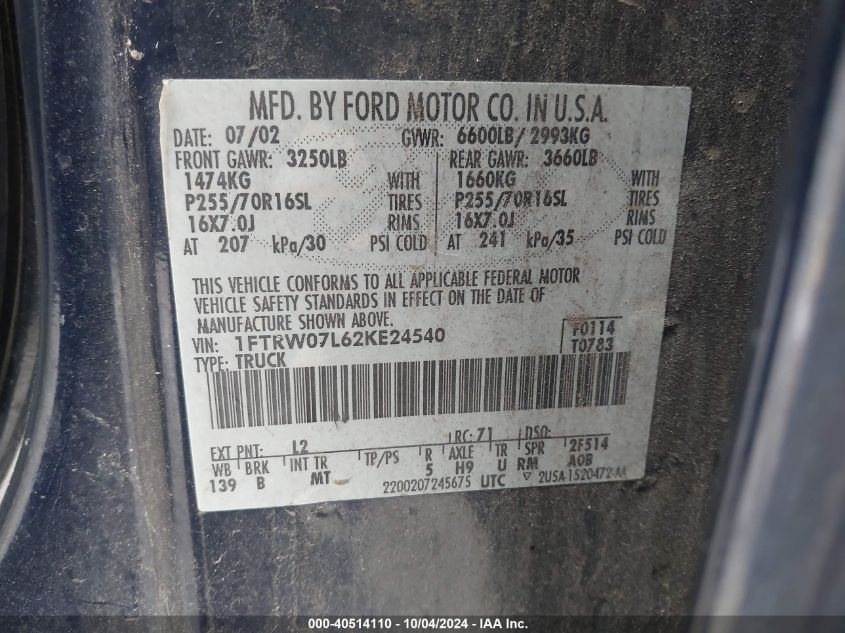 MFD. BY FORD MOTOR CO. IN U.S.A.
DATE: 07/02 GVWR: 6600LB/ 2993KG
FRONT GAWR: 3250LB REAR GAWR: 3660LB
1474KG WITH 1660KG WITH
P255/70R16SL TIRES P255/70R16SL TIRES
16X7.0J RIMS 16X7.0J RIMS
AT 207 kPa/30 PSI COLD AT 241 kPa/35 PSI COLD
THIS VEHICLE CONFORMS TO ALL APPLICABLE FEDERAL MOTOR
VEHICLE SAFETY STANDARDS IN EFFECT ON THE DATE OF
MANUFACTURE SHOWN ABOVE.
VIN: 1FTRW07L62KE24540 F0114
TYPE: TRUCK T0783
EXT PNT: L2 RC: 71 DSO:
WB BRK INT TR TP/PS R AXLE TR SPR 2F514
139 B MT 5 H9 U RM AOB
2200207245675 UTC ▽ 2U5A-1520472-AA
000-40514110 - 10/04/2024 - IAAI.com